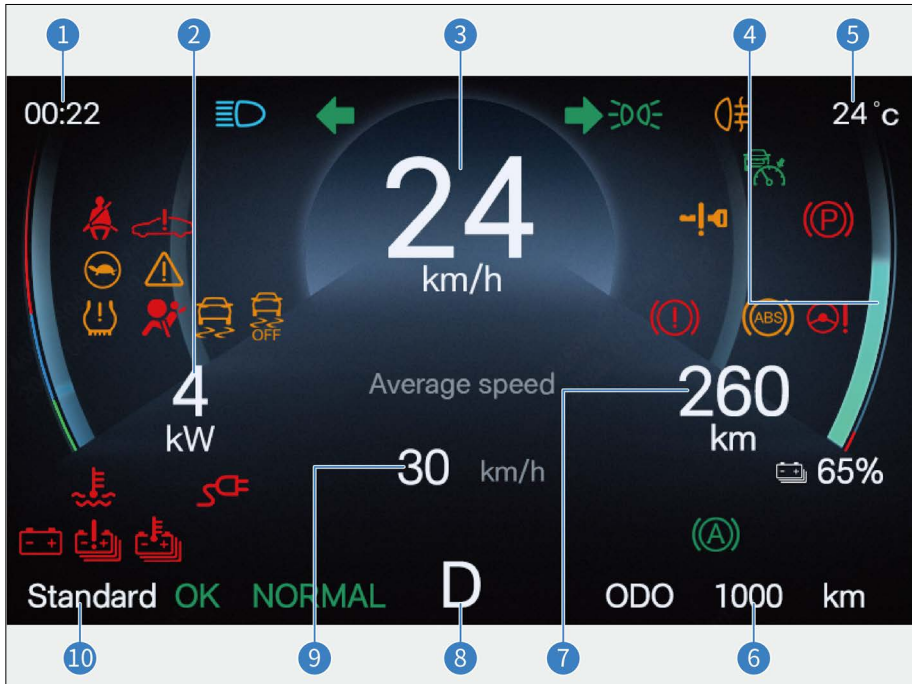 1 2 3 4 5
00:22
24°c
24
km/h
(P)
OFF
(!)
(ABS)
4
kW
Average speed
260
km
30 km/h
65%
(A)
Standard OK NORMAL D ODO 1000 km
10 9 8 7 6